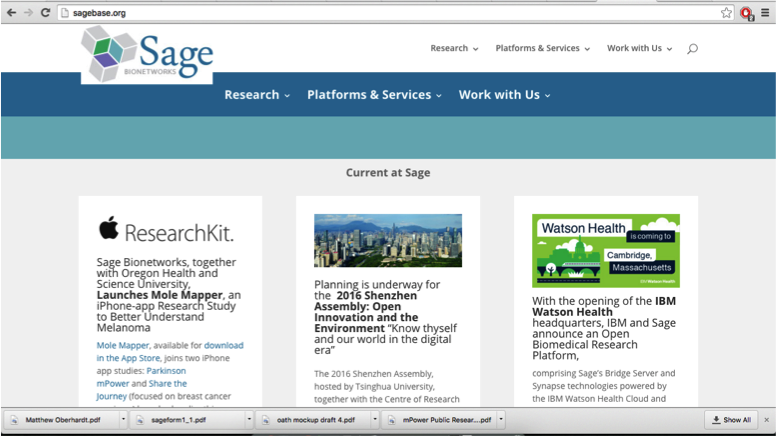 sagebase.org
Sage
BIONETWORKS
Research
Platforms & Services
Work with Us
Research
Platforms & Services
Work with Us
Current at Sage
ResearchKit.
Sage Bionetworks, together
with Oregon Health and
Science University,
Launches Mole Mapper, an
iPhone-app Research Study
to Better Understand
Melanoma
Mole Mapper, available for download
in the App Store, joins two iPhone
app studies: Parkinson
mPower and Share the
Journey (focused on breast cancer
Planning is underway for
the 2016 Shenzhen
Assembly: Open
Innovation and the
Environment “Know thyself
and our world in the digital
era”
The 2016 Shenzhen Assembly,
hosted by Tsinghua University,
together with the Centre of Research
Watson Health
is coming to
Cambridge,
Massachusetts
With the opening of the IBM
Watson Health
headquarters, IBM and Sage
announce an Open
Biomedical Research
Platform,
comprising Sage’s Bridge Server and
Synapse technologies powered by
the IBM Watson Health Cloud and
Matthew Oberhardt.pdf
sageform1_1.pdf
oath mockup draft 4.pdf
mPower Public Resear....pdf
Show All